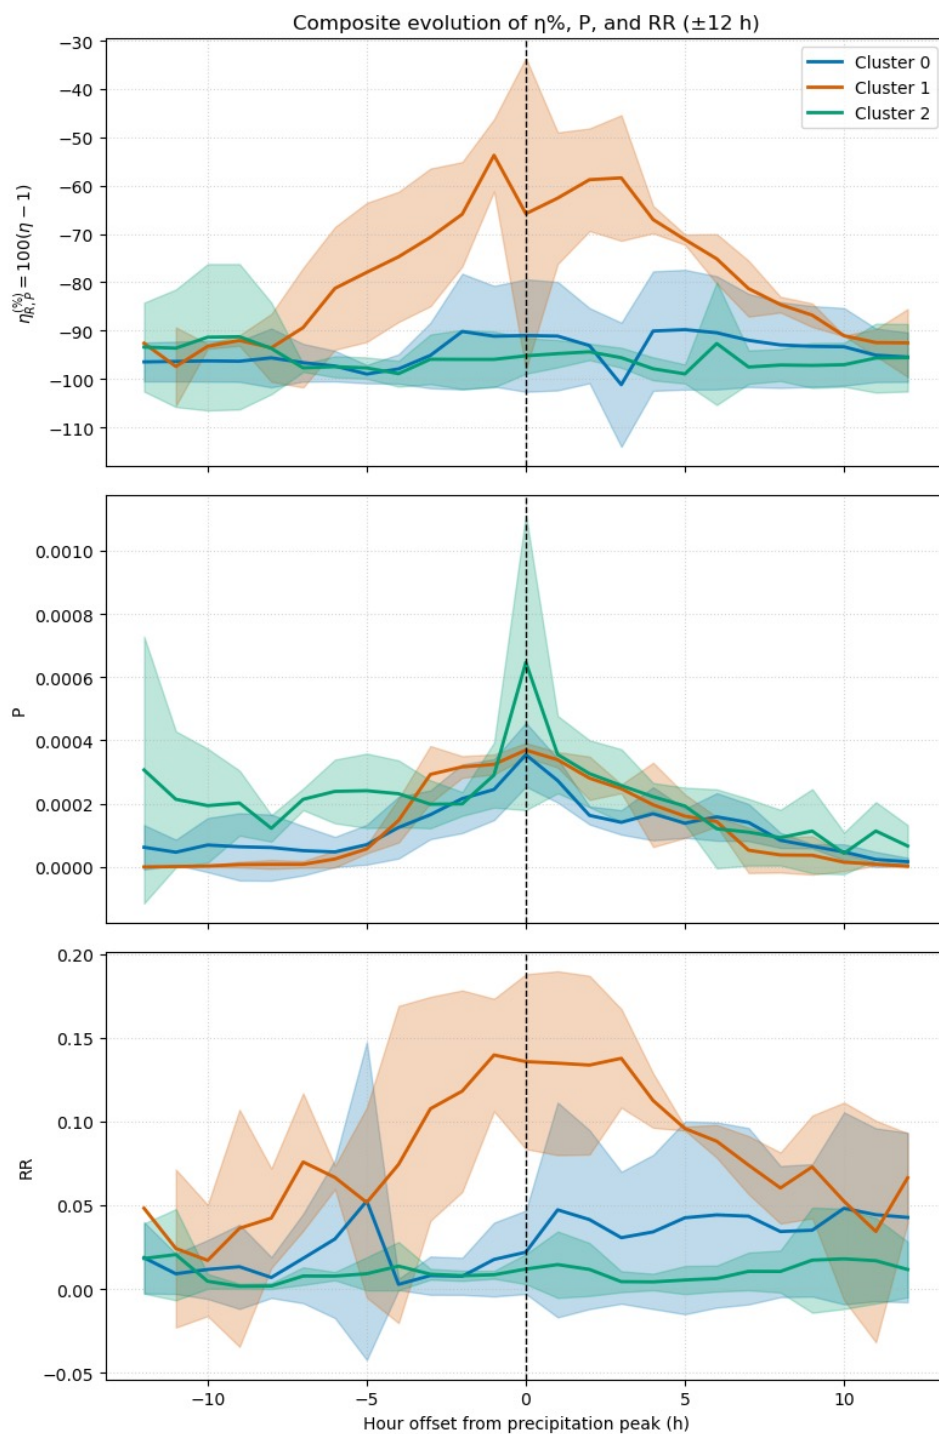 Composite evolution of η%, P, and RR (±12 h)
Cluster 0
Cluster 1
Cluster 2
η_{R,P}^{(%)} = 100(η − 1)
−30
−40
−50
−60
−70
−80
−90
−100
−110
P
0.0010
0.0008
0.0006
0.0004
0.0002
0.0000
RR
0.20
0.15
0.10
0.05
0.00
−0.05
−10 −5 0 5 10
Hour offset from precipitation peak (h)